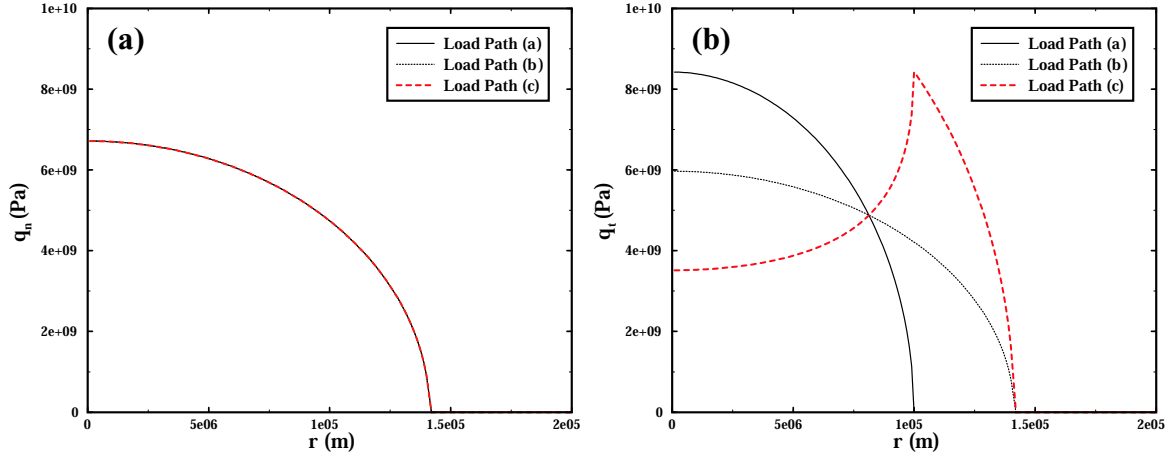 (a)
Load Path (a)
Load Path (b)
Load Path (c)
1e+10
8e+09
6e+09
4e+09
2e+09
0
q_n (Pa)
0
5e06
1e05
1.5e05
2e05
r (m)
(b)
Load Path (a)
Load Path (b)
Load Path (c)
1e+10
8e+09
6e+09
4e+09
2e+09
0
q_t (Pa)
0
5e06
1e05
1.5e05
2e05
r (m)